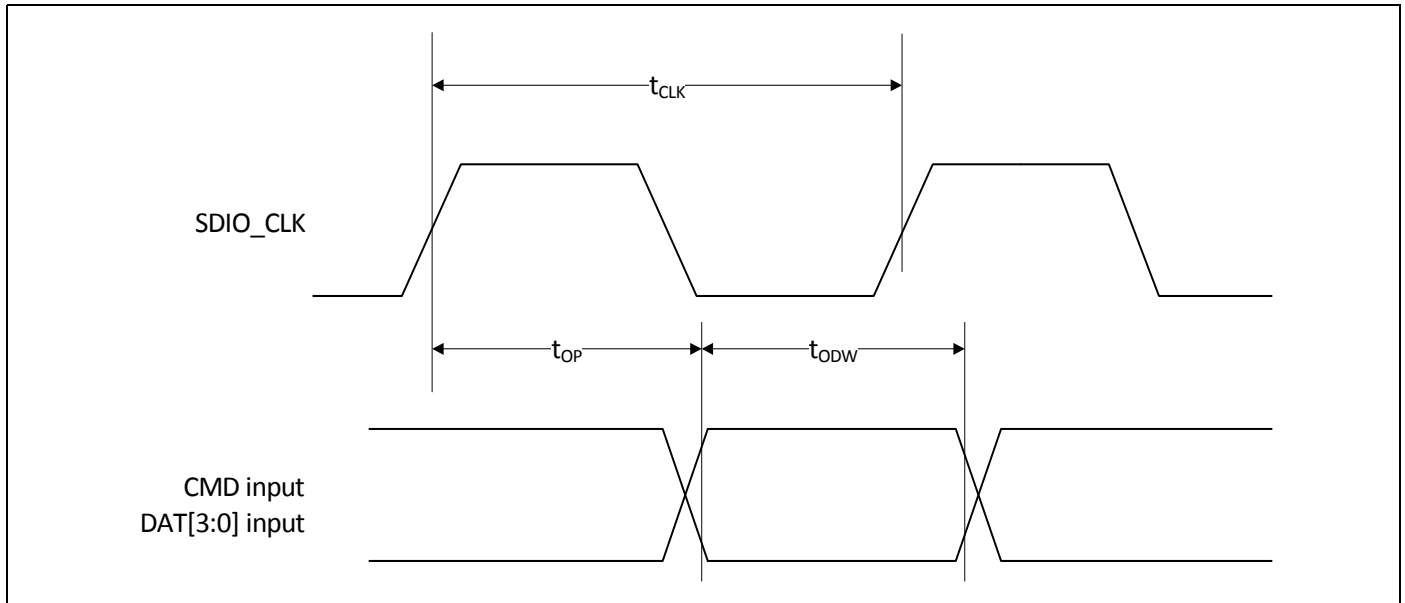 tCLK
SDIO_CLK
tOP
tODW
CMD input
DAT[3:0] input